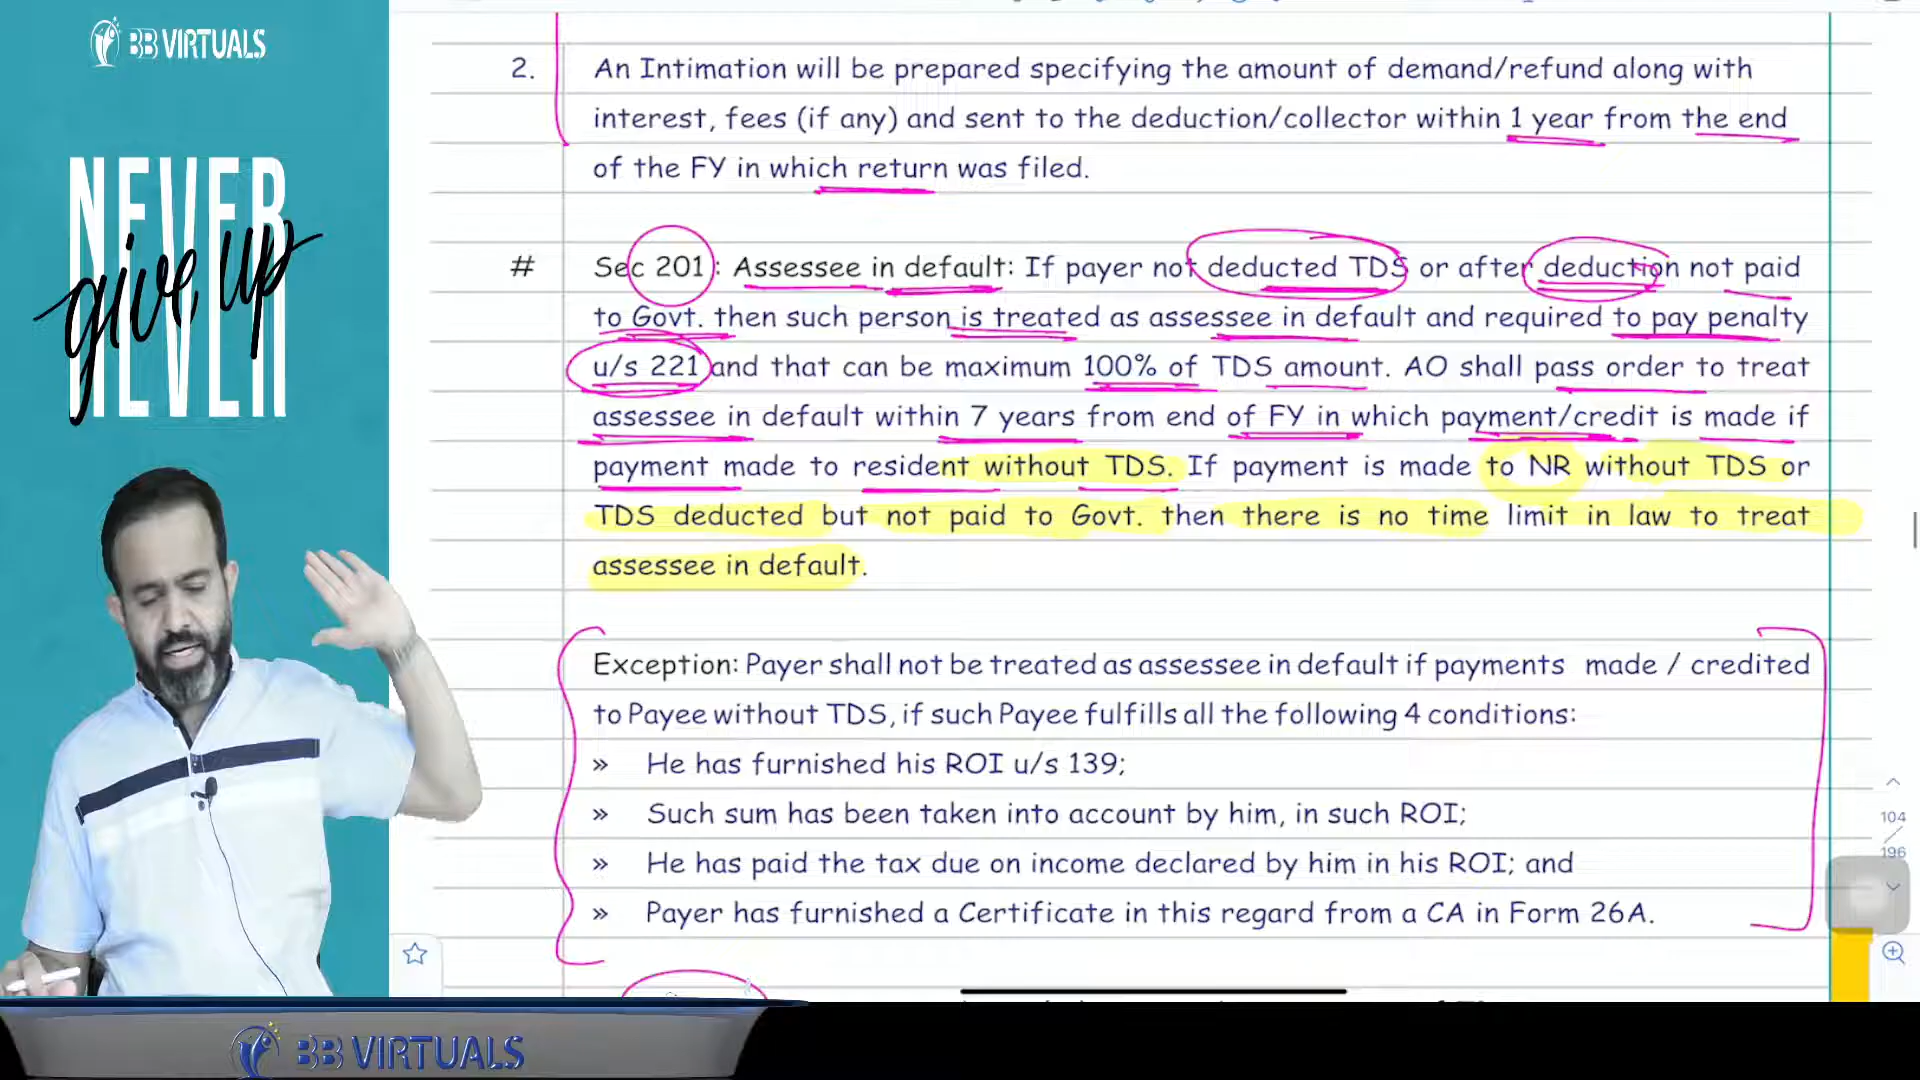 BB VIRTUALS
NEVER
give up
NEVER
2. An Intimation will be prepared specifying the amount of demand/refund along with
interest, fees (if any) and sent to the deduction/collector within 1 year from the end
of the FY in which return was filed.
# Sec 201 : Assessee in default: If payer not deducted TDS or after deduction not paid
to Govt. then such person is treated as assessee in default and required to pay penalty
u/s 221 and that can be maximum 100% of TDS amount. AO shall pass order to treat
assessee in default within 7 years from end of FY in which payment/credit is made if
payment made to resident without TDS. If payment is made to NR without TDS or
TDS deducted but not paid to Govt. then there is no time limit in law to treat
assessee in default.
Exception: Payer shall not be treated as assessee in default if payments made / credited
to Payee without TDS, if such Payee fulfills all the following 4 conditions:
» He has furnished his ROI u/s 139;
» Such sum has been taken into account by him, in such ROI;
» He has paid the tax due on income declared by him in his ROI; and
» Payer has furnished a Certificate in this regard from a CA in Form 26A.
104
/
196
BB VIRTUALS